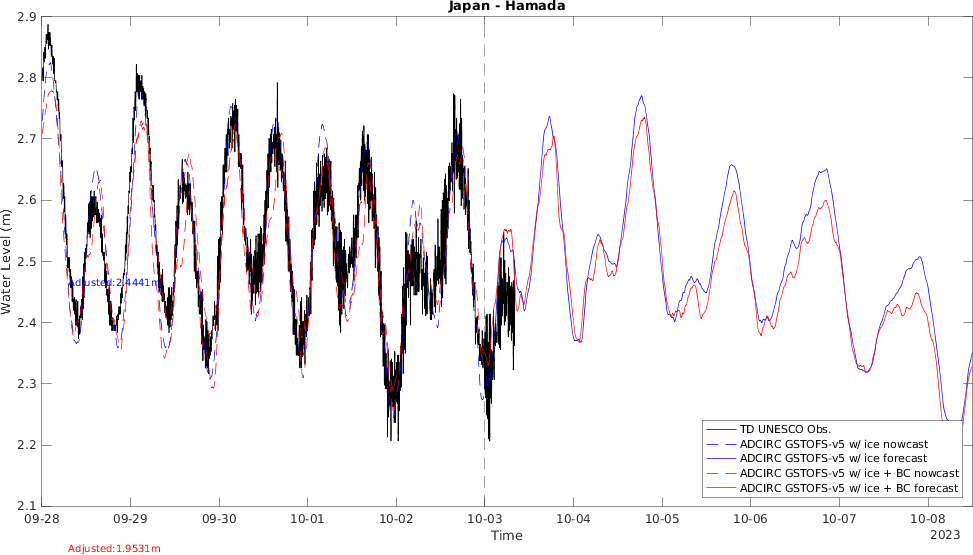 Japan - Hamada
2.9
2.8
2.7
2.6
2.5
2.4
2.3
2.2
2.1
Water Level (m)
Adjusted:2.4441m
TD UNESCO Obs.
ADCIRC GSTOFS-v5 w/ ice nowcast
ADCIRC GSTOFS-v5 w/ ice forecast
ADCIRC GSTOFS-v5 w/ ice + BC nowcast
ADCIRC GSTOFS-v5 w/ ice + BC forecast
09-28 09-29 09-30 10-01 10-02 10-03 10-04 10-05 10-06 10-07 10-08
Time
2023
Adjusted:1.9531m